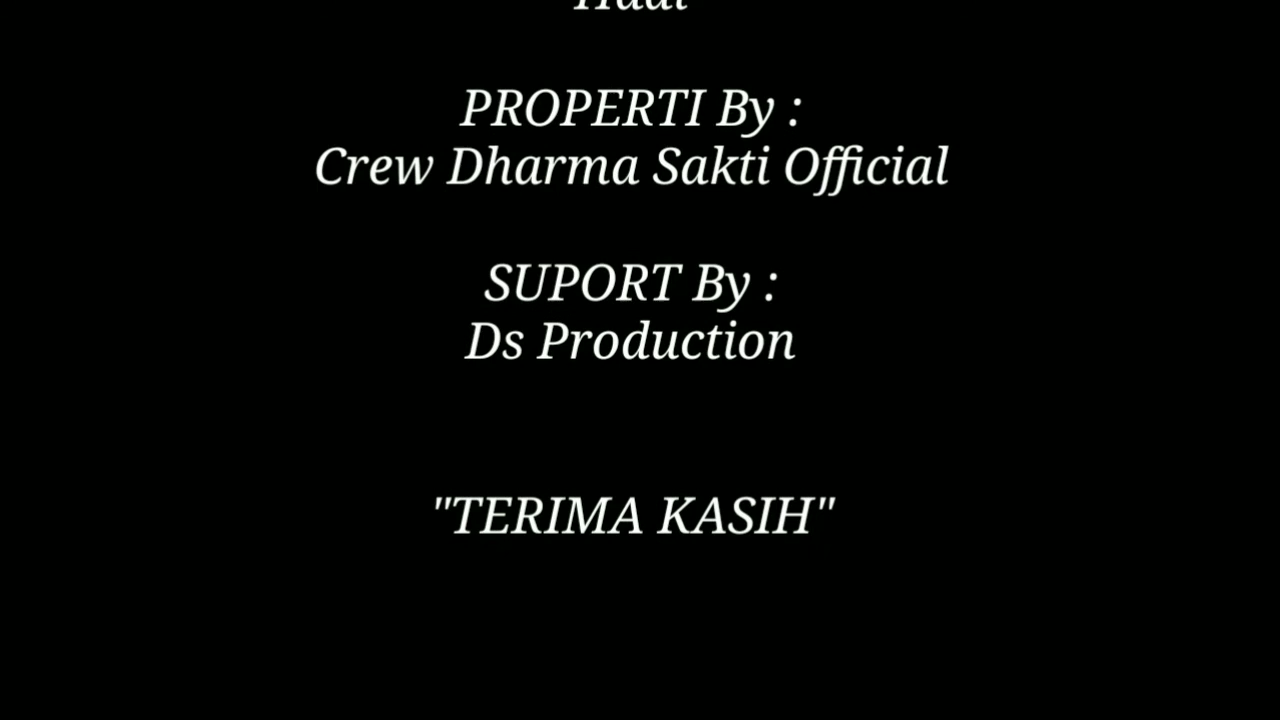 PROPERTI By :
Crew Dharma Sakti Official
SUPORT By :
Ds Production
"TERIMA KASIH"